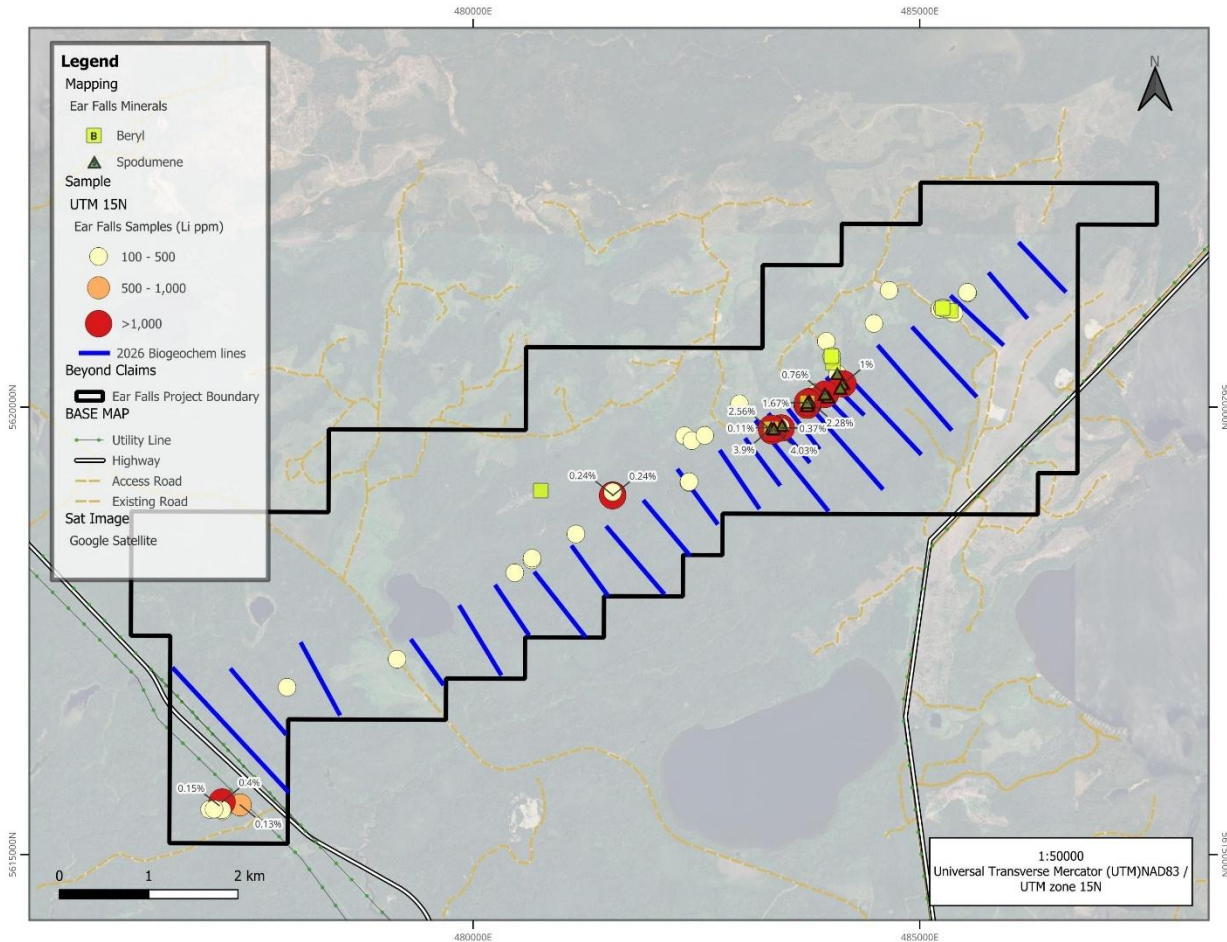 480000E
485000E
Legend
Mapping
Ear Falls Minerals
B Beryl
Spodumene
Sample
UTM 15N
Ear Falls Samples (Li ppm)
100 - 500
500 - 1,000
>1,000
2026 Biogeochem lines
Beyond Claims
Ear Falls Project Boundary
BASE MAP
Utility Line
Highway
Access Road
Existing Road
Sat Image
Google Satellite
N
5620000N
5620000N
1%
0.76%
1.67%
2.56%
2.28%
0.11%
0.37%
3.9%
4.03%
0.24%
0.24%
0.15%
0.4%
0.13%
5615000N
5615000N
0
1
2 km
1:50000
Universal Transverse Mercator (UTM)NAD83 /
UTM zone 15N
480000E
485000E